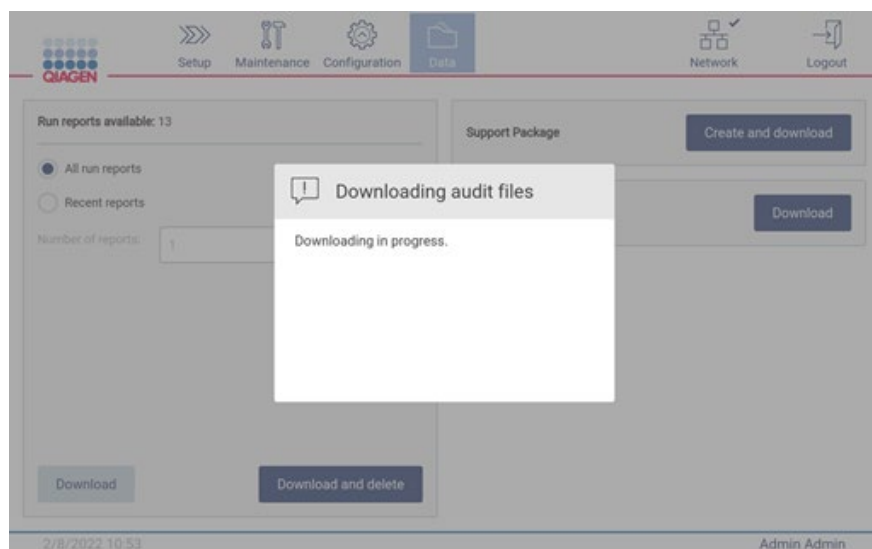 QIAGEN
Setup
Maintenance
Configuration
Data
Network
Logout
Run reports available: 13
All run reports
Recent reports
Number of reports:
1
Download
Download and delete
Support Package
Create and download
Download
Downloading audit files
Downloading in progress.
2/8/2022 10:53
Admin Admin